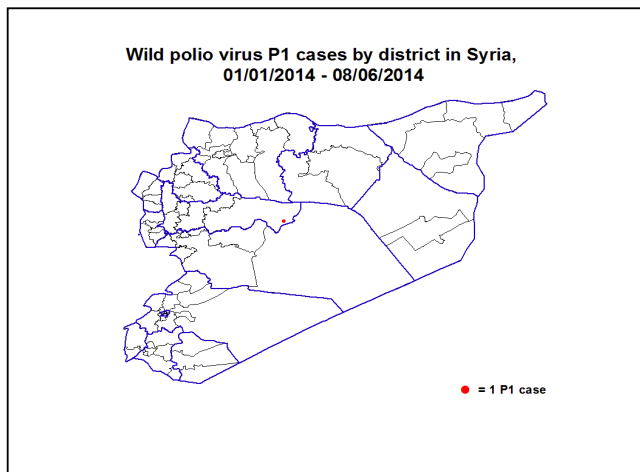 Wild polio virus P1 cases by district in Syria,
01/01/2014 - 08/06/2014
= 1 P1 case